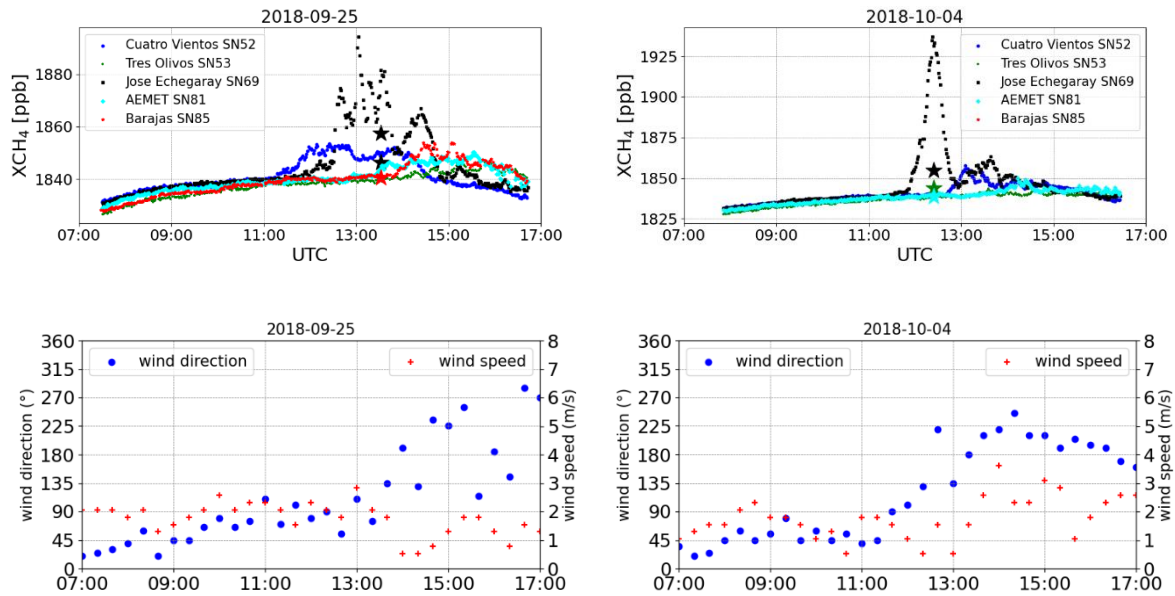 2018-09-25
XCH₄ [ppb]
1880
1860
1840
Cuatro Vientos SN52
Tres Olivos SN53
Jose Echegaray SN69
AEMET SN81
Barajas SN85
07:00 09:00 11:00 13:00 15:00 17:00
UTC
2018-10-04
XCH₄ [ppb]
1925
1900
1875
1850
1825
Cuatro Vientos SN52
Tres Olivos SN53
Jose Echegaray SN69
AEMET SN81
Barajas SN85
07:00 09:00 11:00 13:00 15:00 17:00
UTC
2018-09-25
wind direction (°)
360
315
270
225
180
135
90
45
0
wind direction
wind speed
8
7
6
5
4
3
2
1
0
wind speed (m/s)
07:00 09:00 11:00 13:00 15:00 17:00
2018-10-04
wind direction (°)
360
315
270
225
180
135
90
45
0
wind direction
wind speed
8
7
6
5
4
3
2
1
0
wind speed (m/s)
07:00 09:00 11:00 13:00 15:00 17:00